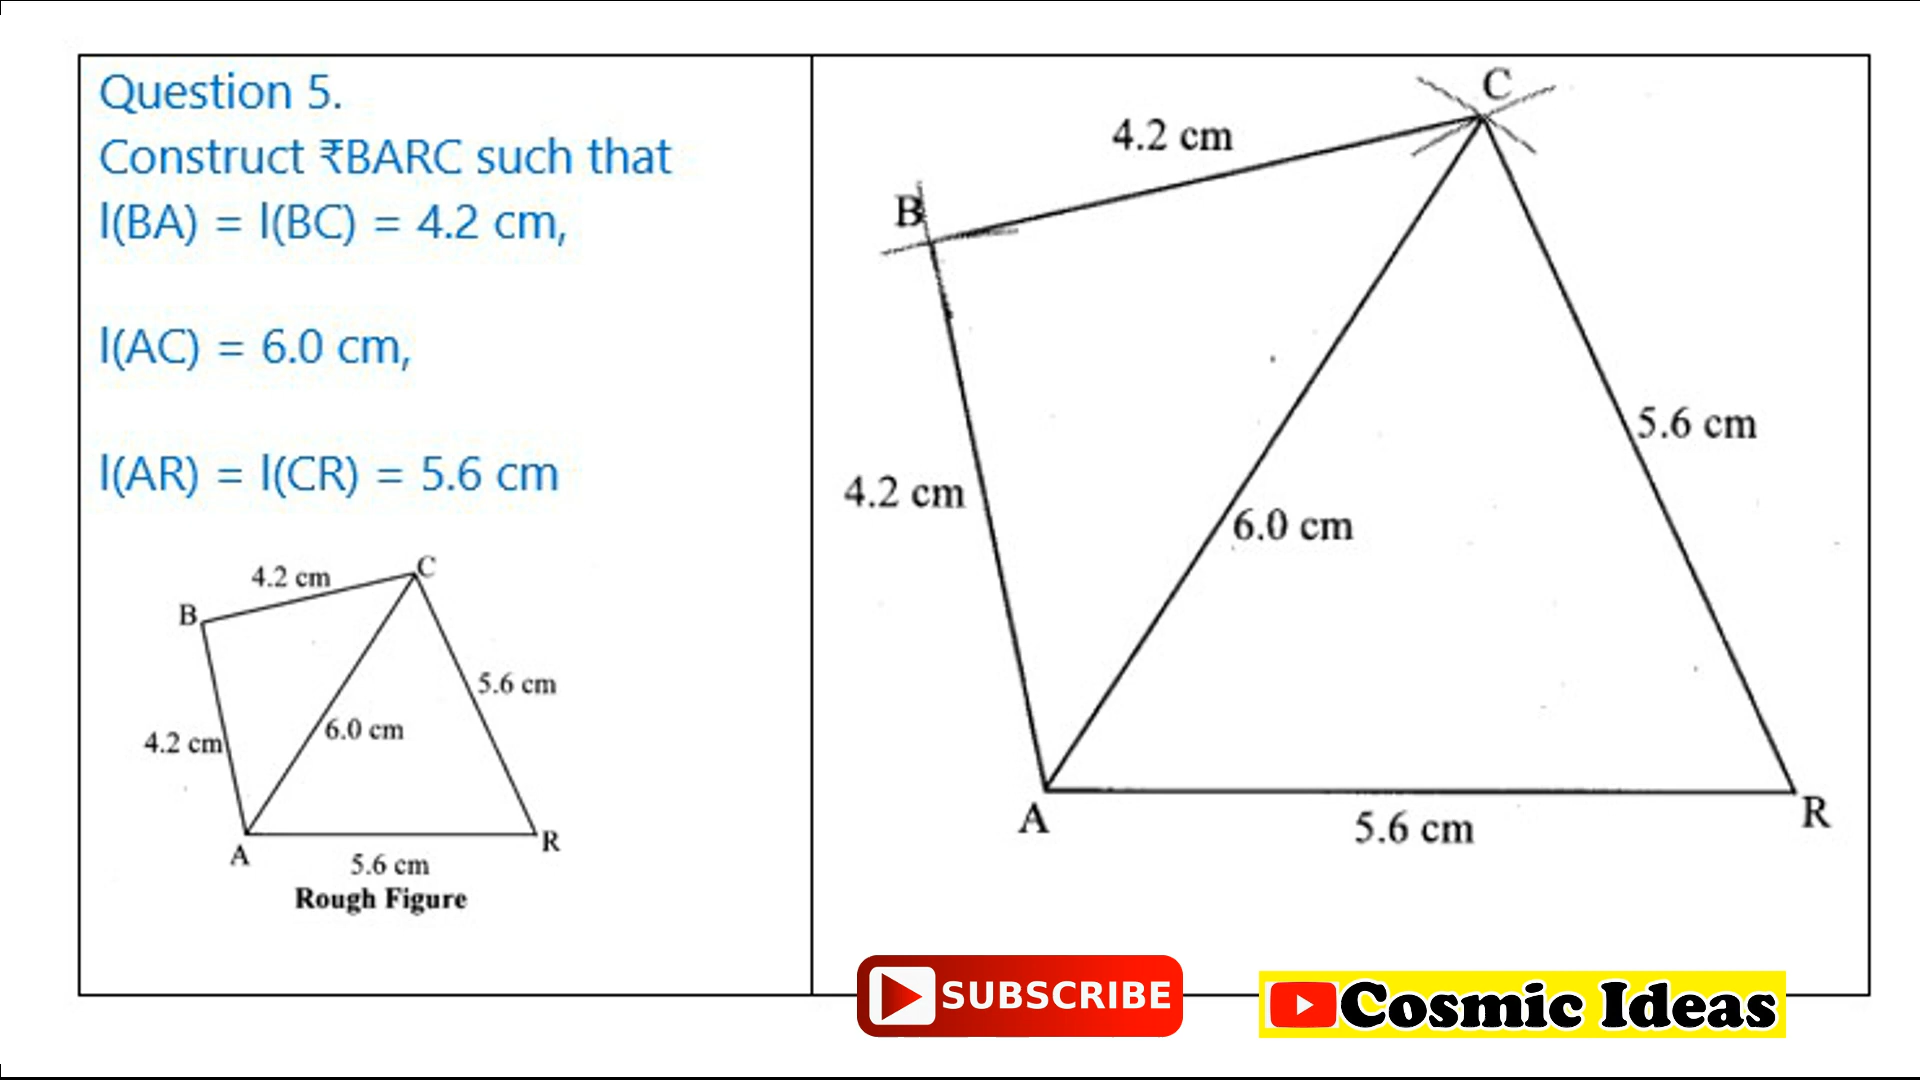 Question 5.
Construct ₹BARC such that
l(BA) = l(BC) = 4.2 cm,
l(AC) = 6.0 cm,
l(AR) = l(CR) = 5.6 cm
C
4.2 cm
B
5.6 cm
6.0 cm
4.2 cm
R
A
5.6 cm
Rough Figure
C
4.2 cm
B
5.6 cm
4.2 cm
6.0 cm
A
R
5.6 cm
SUBSCRIBE
Cosmic Ideas